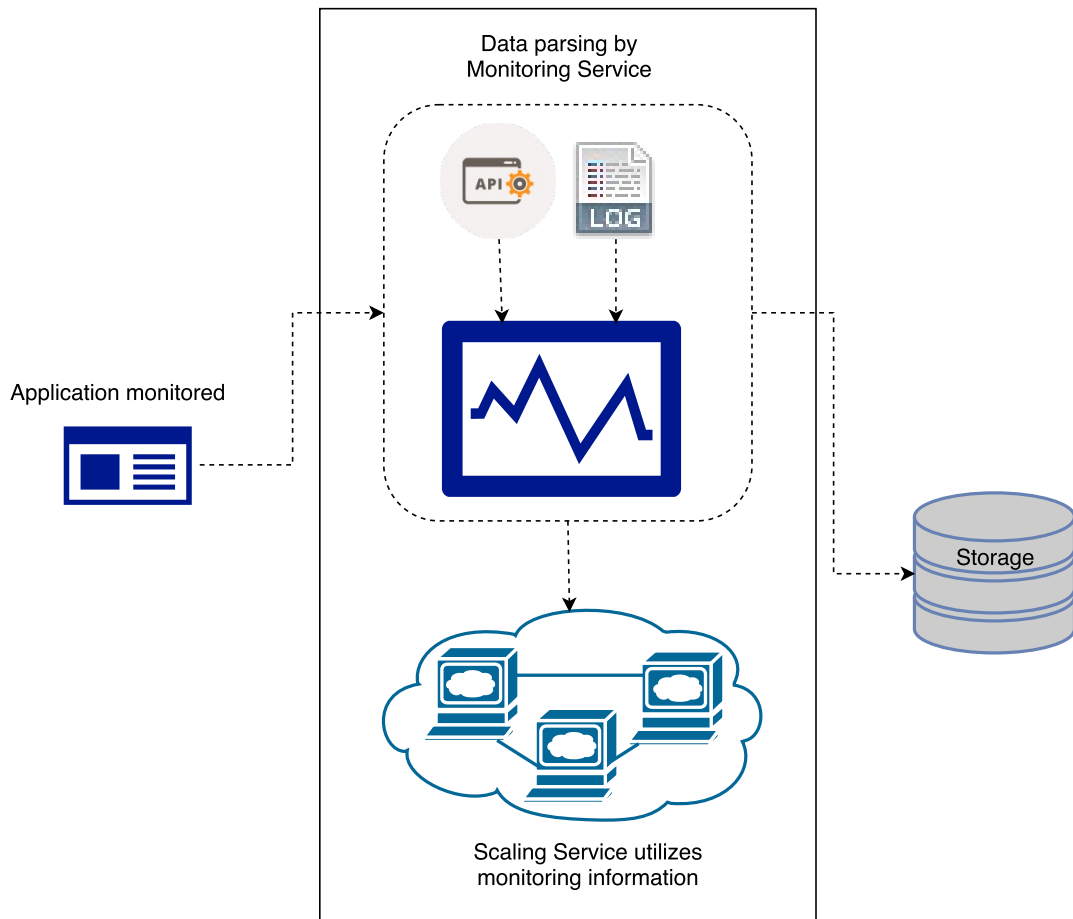 Data parsing by
Monitoring Service
API
LOG
Application monitored
Storage
Scaling Service utilizes
monitoring information